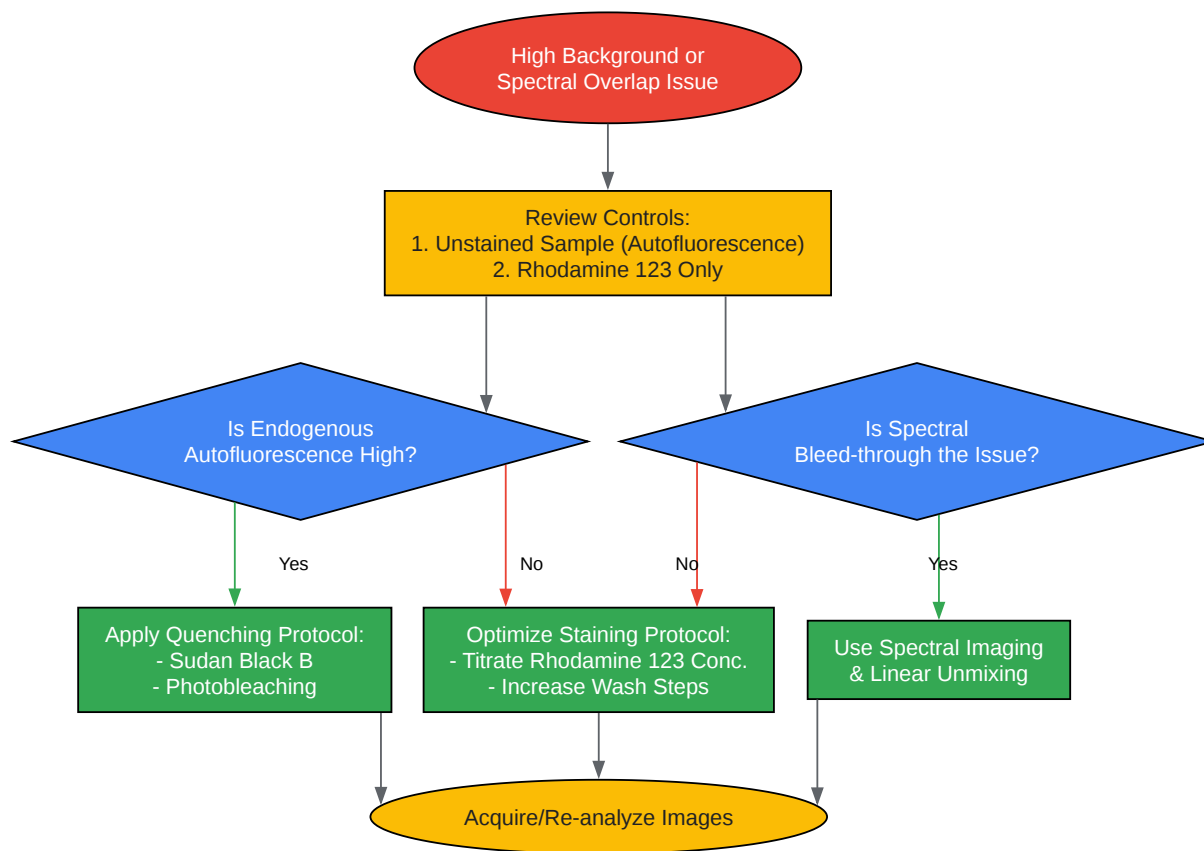 High Background or
Spectral Overlap Issue
Review Controls:
1. Unstained Sample (Autofluorescence)
2. Rhodamine 123 Only
Is Endogenous
Autofluorescence High?
Is Spectral
Bleed-through the Issue?
Yes
No
No
Yes
Apply Quenching Protocol:
- Sudan Black B
- Photobleaching
Optimize Staining Protocol:
- Titrate Rhodamine 123 Conc.
- Increase Wash Steps
Use Spectral Imaging
& Linear Unmixing
Acquire/Re-analyze Images